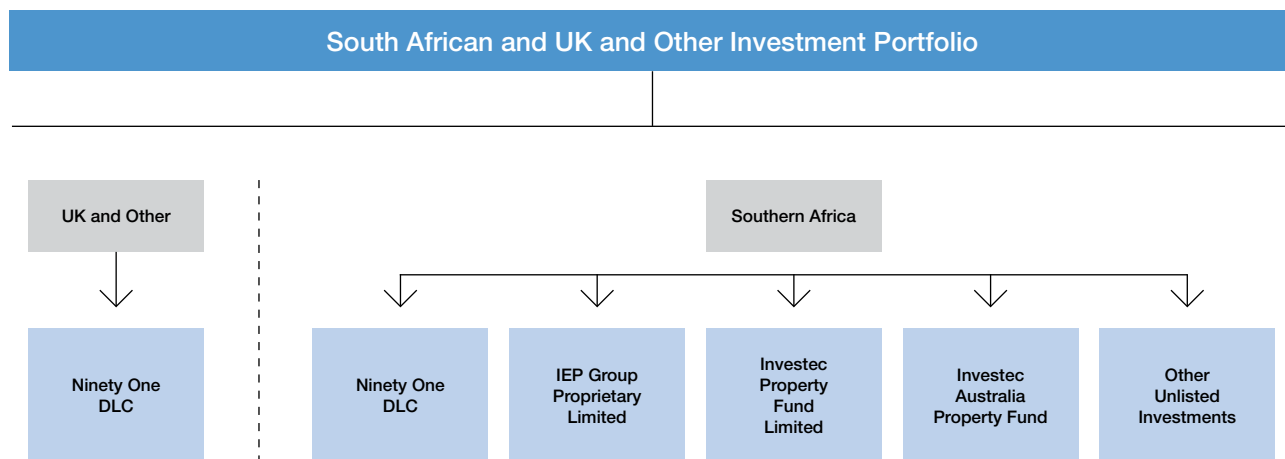 South African and UK and Other Investment Portfolio
UK and Other
Southern Africa
Ninety One
DLC
Ninety One
DLC
IEP Group
Proprietary
Limited
Investec
Property
Fund
Limited
Investec
Australia
Property Fund
Other
Unlisted
Investments